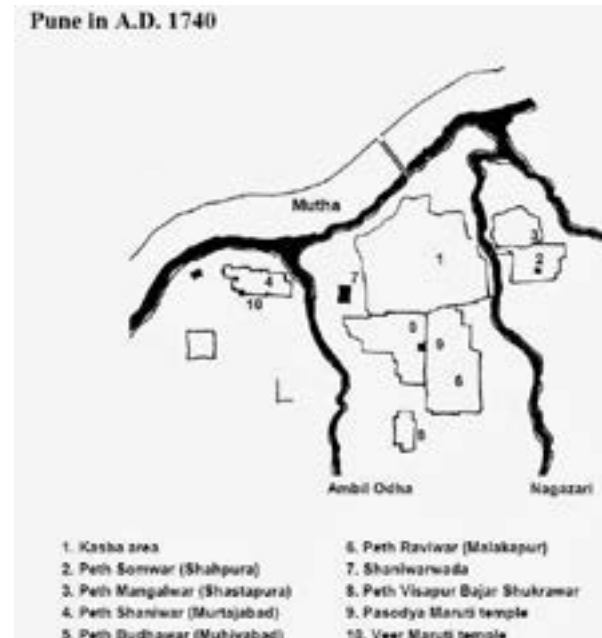 Pune in A.D. 1740
Mutha
1
3
2
4
7
10
5
9
6
8
Ambil Odha
Nagazari
1. Kasba area
2. Peth Somwar (Shahpura)
3. Peth Mangalwar (Shastapura)
4. Peth Shaniwar (Murtajabad)
5. Peth Budhawar (Muhiyabad)
6. Peth Raviwar (Malakapur)
7. Shaniwarwada
8. Peth Visapur Bajar Shukrawar
9. Pasodya Maruti temple
10. Veer Maruti temple